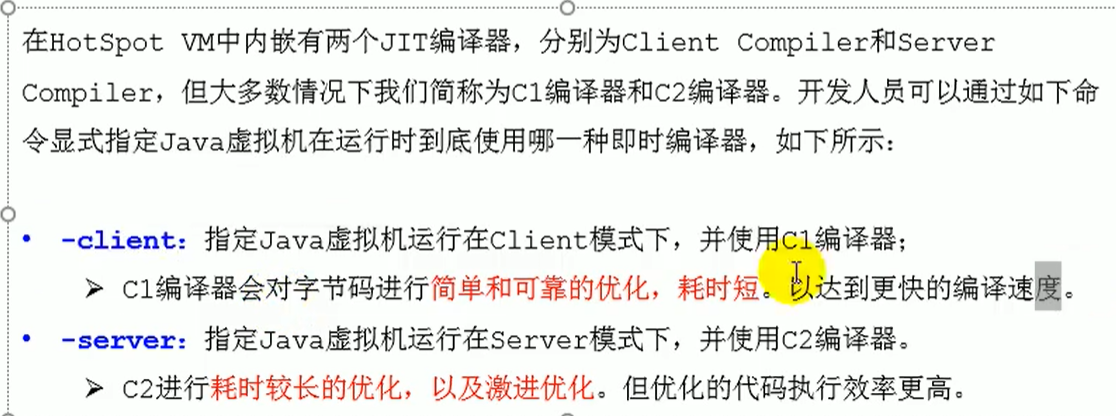 在HotSpot VM中内嵌有两个JIT编译器，分别为Client Compiler和Server
Compiler，但大多数情况下我们简称为C1编译器和C2编译器。开发人员可以通过如下命
令显式指定Java虚拟机在运行时到底使用哪一种即时编译器，如下所示：
• -client：指定Java虚拟机运行在Client模式下，并使用C1编译器；
➢ C1编译器会对字节码进行简单和可靠的优化，耗时短。以达到更快的编译速度。
• -server：指定Java虚拟机运行在Server模式下，并使用C2编译器。
➢ C2进行耗时较长的优化，以及激进优化。但优化的代码执行效率更高。